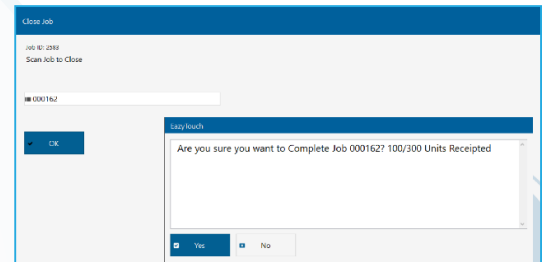 Close Job
Job ID: 2583
Scan Job to Close
000162
OK
EazyTouch
Are you sure you want to Complete Job 000162? 100/300 Units Receipted
Yes
No